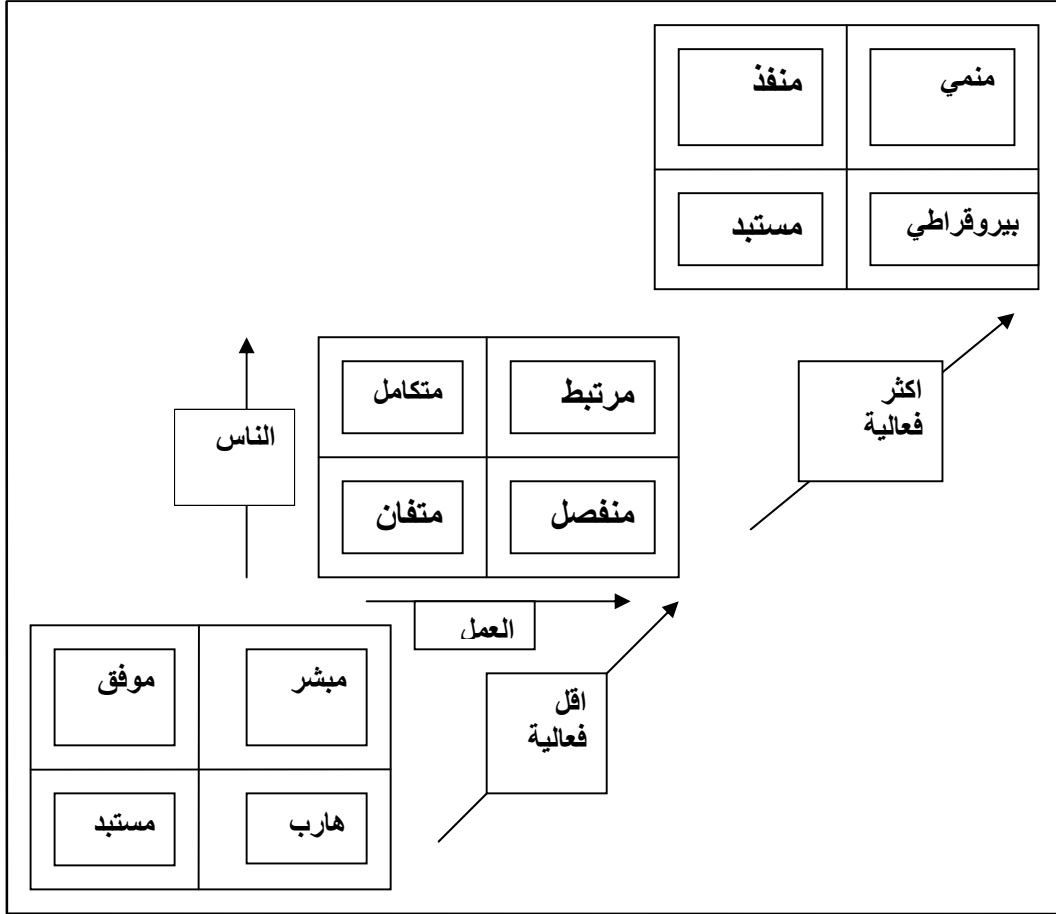 منمي
منفذ
بيروقراطي
مستبد
اكثر
فعالية
مرتبط
متكامل
الناس
منفصل
متفان
العمل
اقل
فعالية
مبشر
موفق
هارب
مستبد